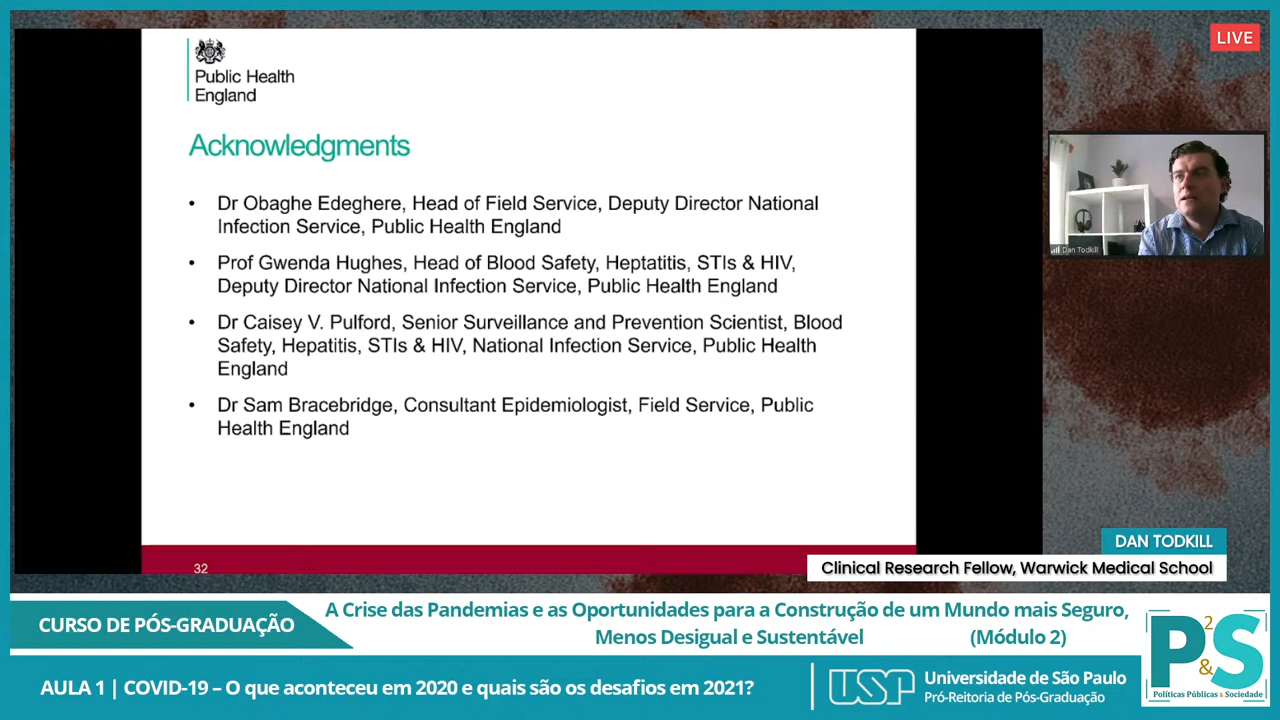 LIVE
Public Health
England
Acknowledgments
• Dr Obaghe Edeghere, Head of Field Service, Deputy Director National
Infection Service, Public Health England
• Prof Gwenda Hughes, Head of Blood Safety, Heptatitis, STIs & HIV,
Deputy Director National Infection Service, Public Health England
• Dr Caisey V. Pulford, Senior Surveillance and Prevention Scientist, Blood
Safety, Hepatitis, STIs & HIV, National Infection Service, Public Health
England
• Dr Sam Bracebridge, Consultant Epidemiologist, Field Service, Public
Health England
32
Dan Todkill
DAN TODKILL
Clinical Research Fellow, Warwick Medical School
CURSO DE PÓS-GRADUAÇÃO
A Crise das Pandemias e as Oportunidades para a Construção de um Mundo mais Seguro,
Menos Desigual e Sustentável (Módulo 2)
AULA 1 | COVID-19 – O que aconteceu em 2020 e quais são os desafios em 2021?
USP
Universidade de São Paulo
Pró-Reitoria de Pós-Graduação
P2&S
Políticas Públicas & Sociedade